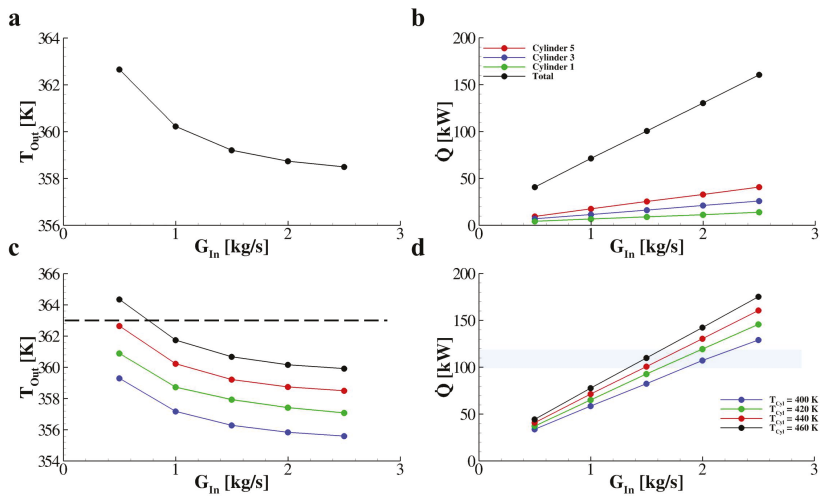 a
364
362
360
358
356
T_Out [K]
0
1
2
3
G_In [kg/s]
b
200
150
100
50
0
Q̇ [kW]
Cylinder 5
Cylinder 3
Cylinder 1
Total
0
1
2
3
G_In [kg/s]
c
366
364
362
360
358
356
354
T_Out [K]
0
1
2
3
G_In [kg/s]
d
200
150
100
50
0
Q̇ [kW]
T_Cyl = 400 K
T_Cyl = 420 K
T_Cyl = 440 K
T_Cyl = 460 K
0
1
2
3
G_In [kg/s]